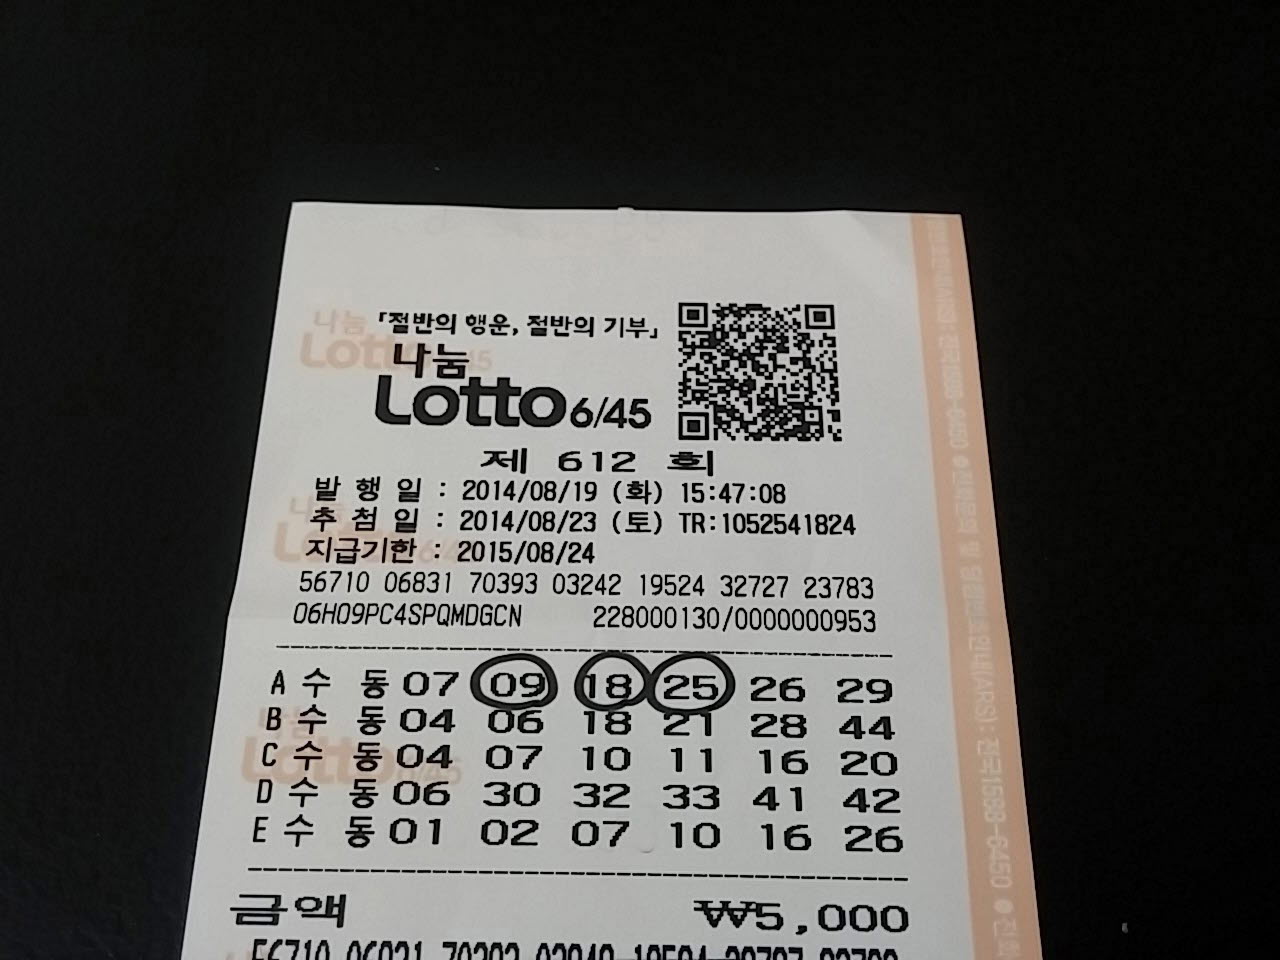 「절반의 행운, 절반의 기부」
나눔
Lotto 6/45
제 612 회
발 행 일 : 2014/08/19 (화) 15:47:08
추 첨 일 : 2014/08/23 (토) TR:1052541824
지급기한 : 2015/08/24
56710 06831 70393 03242 19524 32727 23783
06H09PC4SPQMDGCN 228000130/0000000953
A 수 동 07 09 18 25 26 29
B 수 동 04 06 18 21 28 44
C 수 동 04 07 10 11 16 20
D 수 동 06 30 32 33 41 42
E 수 동 01 02 07 10 16 26
금액 ₩5,000